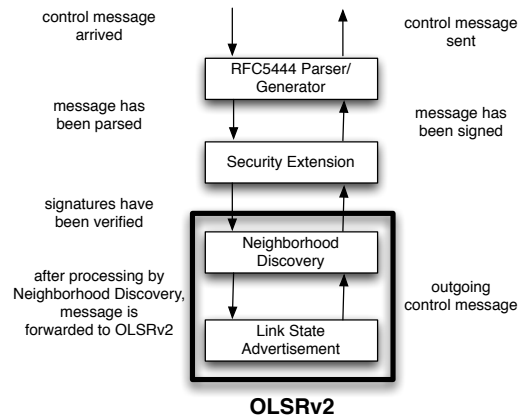 control message
arrived
control message
sent
RFC5444 Parser/
Generator
message has
been parsed
message has
been signed
Security Extension
signatures have
been verified
Neighborhood
Discovery
after processing by
Neighborhood Discovery,
message is
forwarded to OLSRv2
outgoing
control message
Link State
Advertisement
OLSRv2